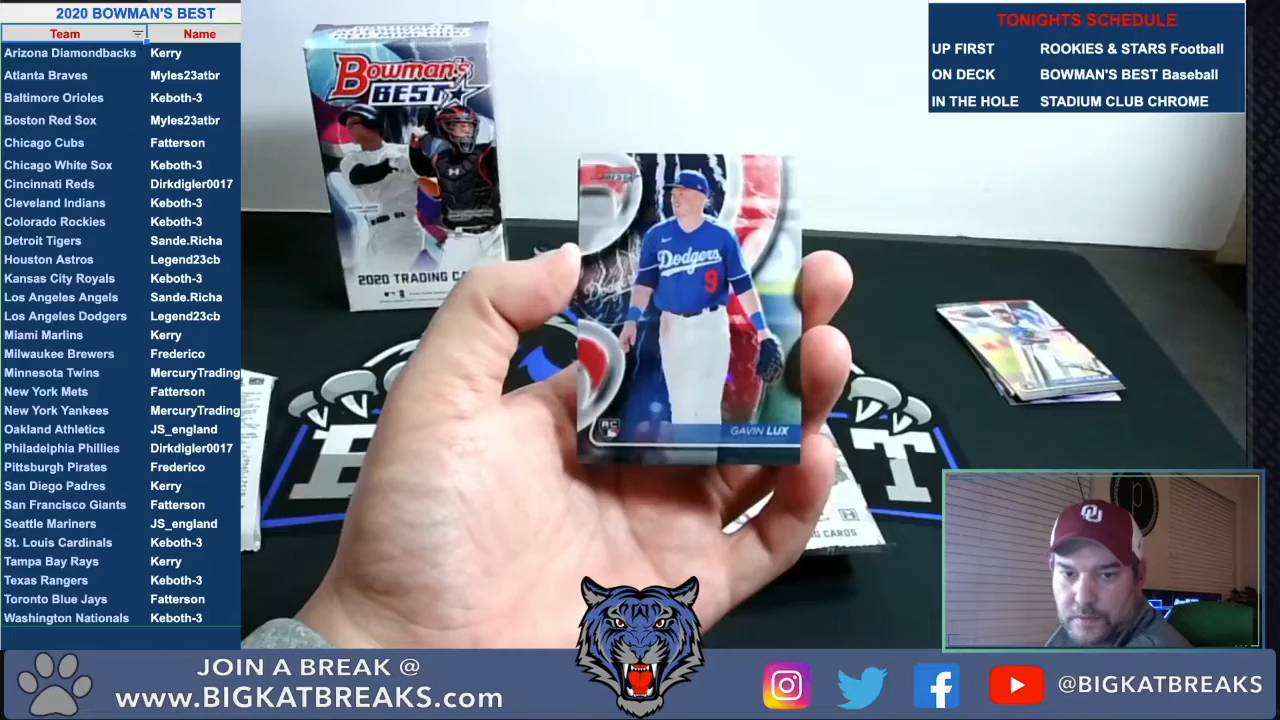 2020 BOWMAN'S BEST
Team Name
Arizona Diamondbacks Kerry
Atlanta Braves Myles23atbr
Baltimore Orioles Keboth-3
Boston Red Sox Myles23atbr
Chicago Cubs Fatterson
Chicago White Sox Keboth-3
Cincinnati Reds Dirkdigler0017
Cleveland Indians Keboth-3
Colorado Rockies Keboth-3
Detroit Tigers Sande.Richa
Houston Astros Legend23cb
Kansas City Royals Keboth-3
Los Angeles Angels Sande.Richa
Los Angeles Dodgers Legend23cb
Miami Marlins Kerry
Milwaukee Brewers Frederico
Minnesota Twins MercuryTrading
New York Mets Fatterson
New York Yankees MercuryTrading
Oakland Athletics JS_england
Philadelphia Phillies Dirkdigler0017
Pittsburgh Pirates Frederico
San Diego Padres Kerry
San Francisco Giants Fatterson
Seattle Mariners JS_england
St. Louis Cardinals Keboth-3
Tampa Bay Rays Kerry
Texas Rangers Keboth-3
Toronto Blue Jays Fatterson
Washington Nationals Keboth-3
TONIGHTS SCHEDULE
UP FIRST ROOKIES & STARS Football
ON DECK BOWMAN'S BEST Baseball
IN THE HOLE STADIUM CLUB CHROME
Bowman's
BEST
2020 TRADING CA
BEST
Dodgers
9
Dodgers
RC
GAVIN LUX
T
NG CARDS
OU
JOIN A BREAK @
www.BIGKATBREAKS.com
@BIGKATBREAKS